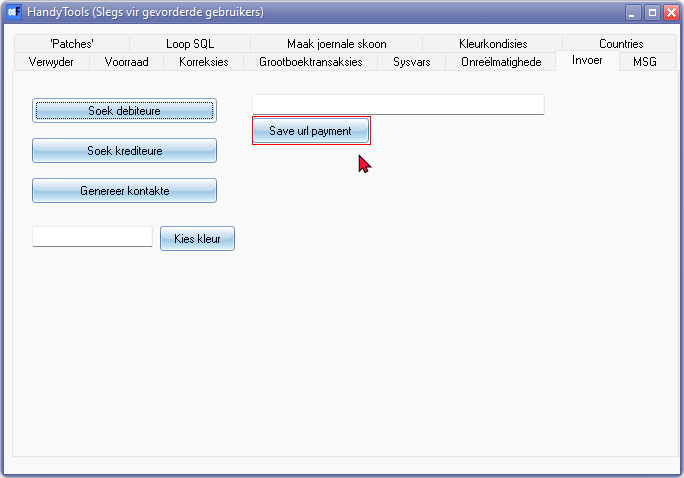 HandyTools (Slegs vir gevorderde gebruikers)
'Patches' Loop SQL Maak joernale skoon Kleurkondisies Countries
Verwyder Voorraad Korreksies Grootboektransaksies Sysvars Onreëlmatighede Invoer MSG
Soek debiteure
Save url payment
Soek krediteure
Genereer kontakte
Kies kleur